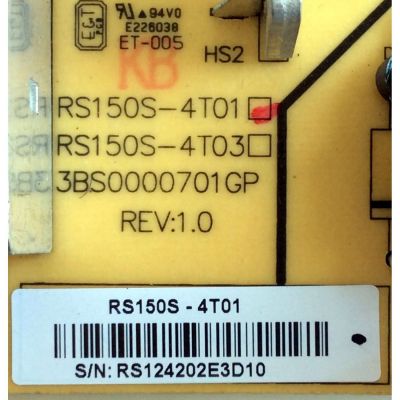 94V0
E226038
ET-005
HS2
KB
RS150S-4T01
RS150S-4T03
3BS0000701GP
REV:1.0
RS150S - 4T01
S/N: RS124202E3D10